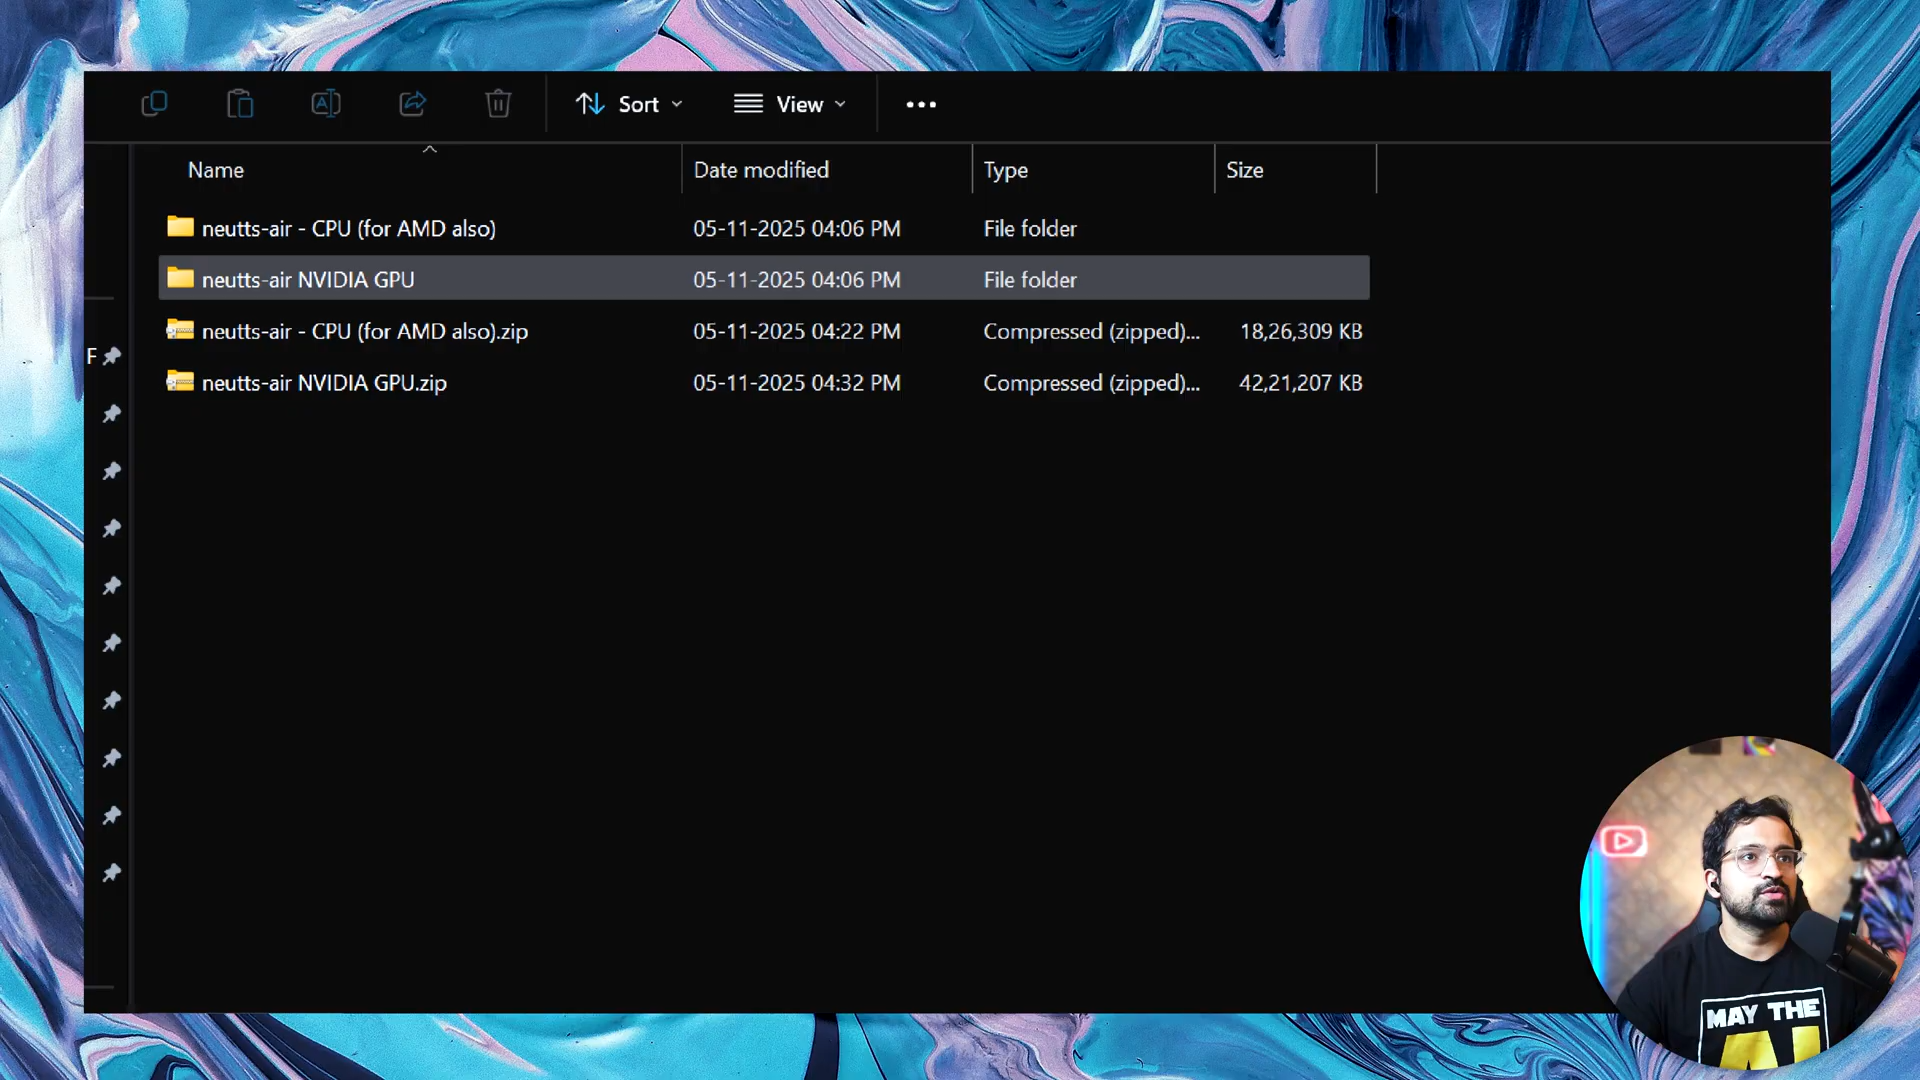 Sort
View
Name
Date modified
Type
Size
neutts-air - CPU (for AMD also)
05-11-2025 04:06 PM
File folder
neutts-air NVIDIA GPU
05-11-2025 04:06 PM
File folder
neutts-air - CPU (for AMD also).zip
05-11-2025 04:22 PM
Compressed (zipped)...
18,26,309 KB
F
neutts-air NVIDIA GPU.zip
05-11-2025 04:32 PM
Compressed (zipped)...
42,21,207 KB
MAY THE
AI